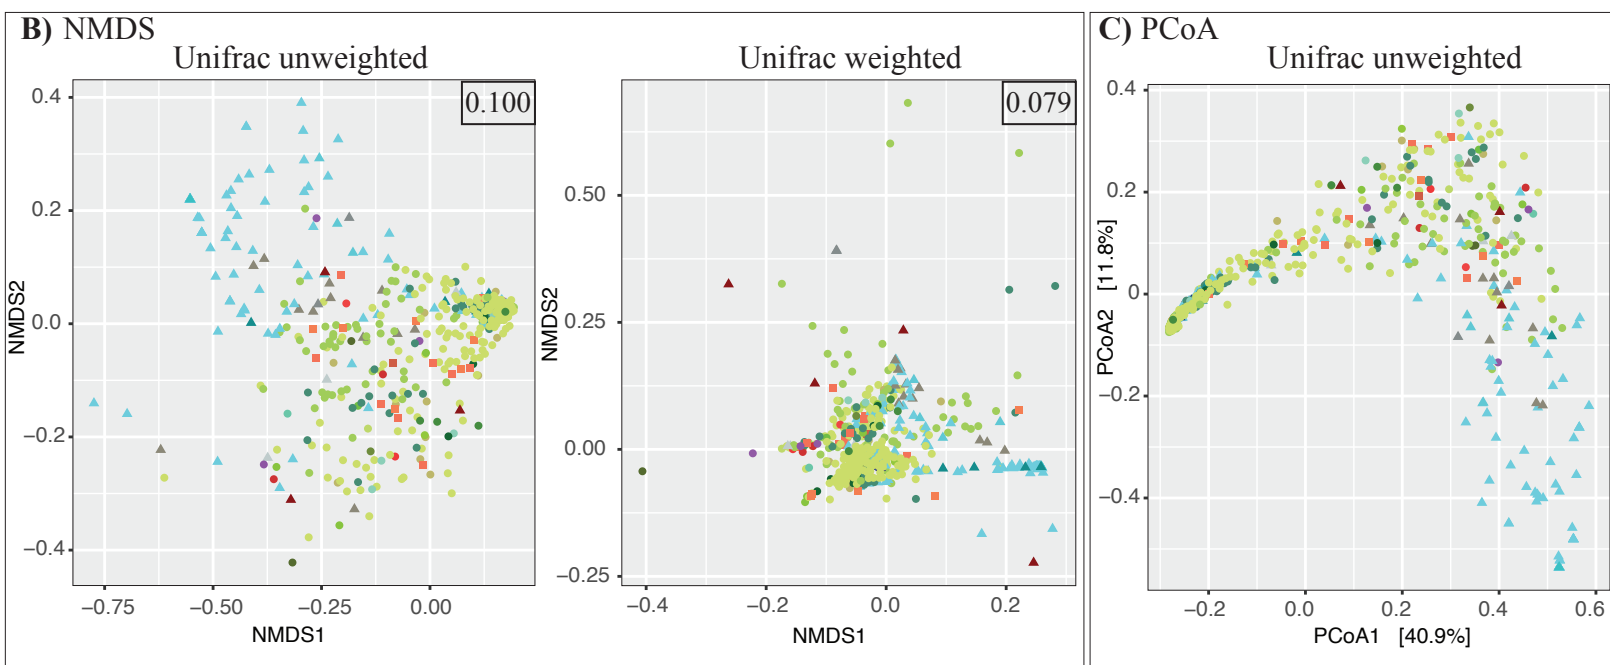 B) NMDS
Unifrac unweighted
0.100
0.4
0.2
0.0
−0.2
−0.4
NMDS2
−0.75
−0.50
−0.25
0.00
NMDS1
Unifrac weighted
0.079
0.50
0.25
0.00
−0.25
NMDS2
−0.4
−0.2
0.0
0.2
NMDS1
C) PCoA
Unifrac unweighted
0.4
0.2
0
−0.2
−0.4
PCoA2 [11.8%]
−0.2
0.0
0.2
0.4
0.6
PCoA1 [40.9%]